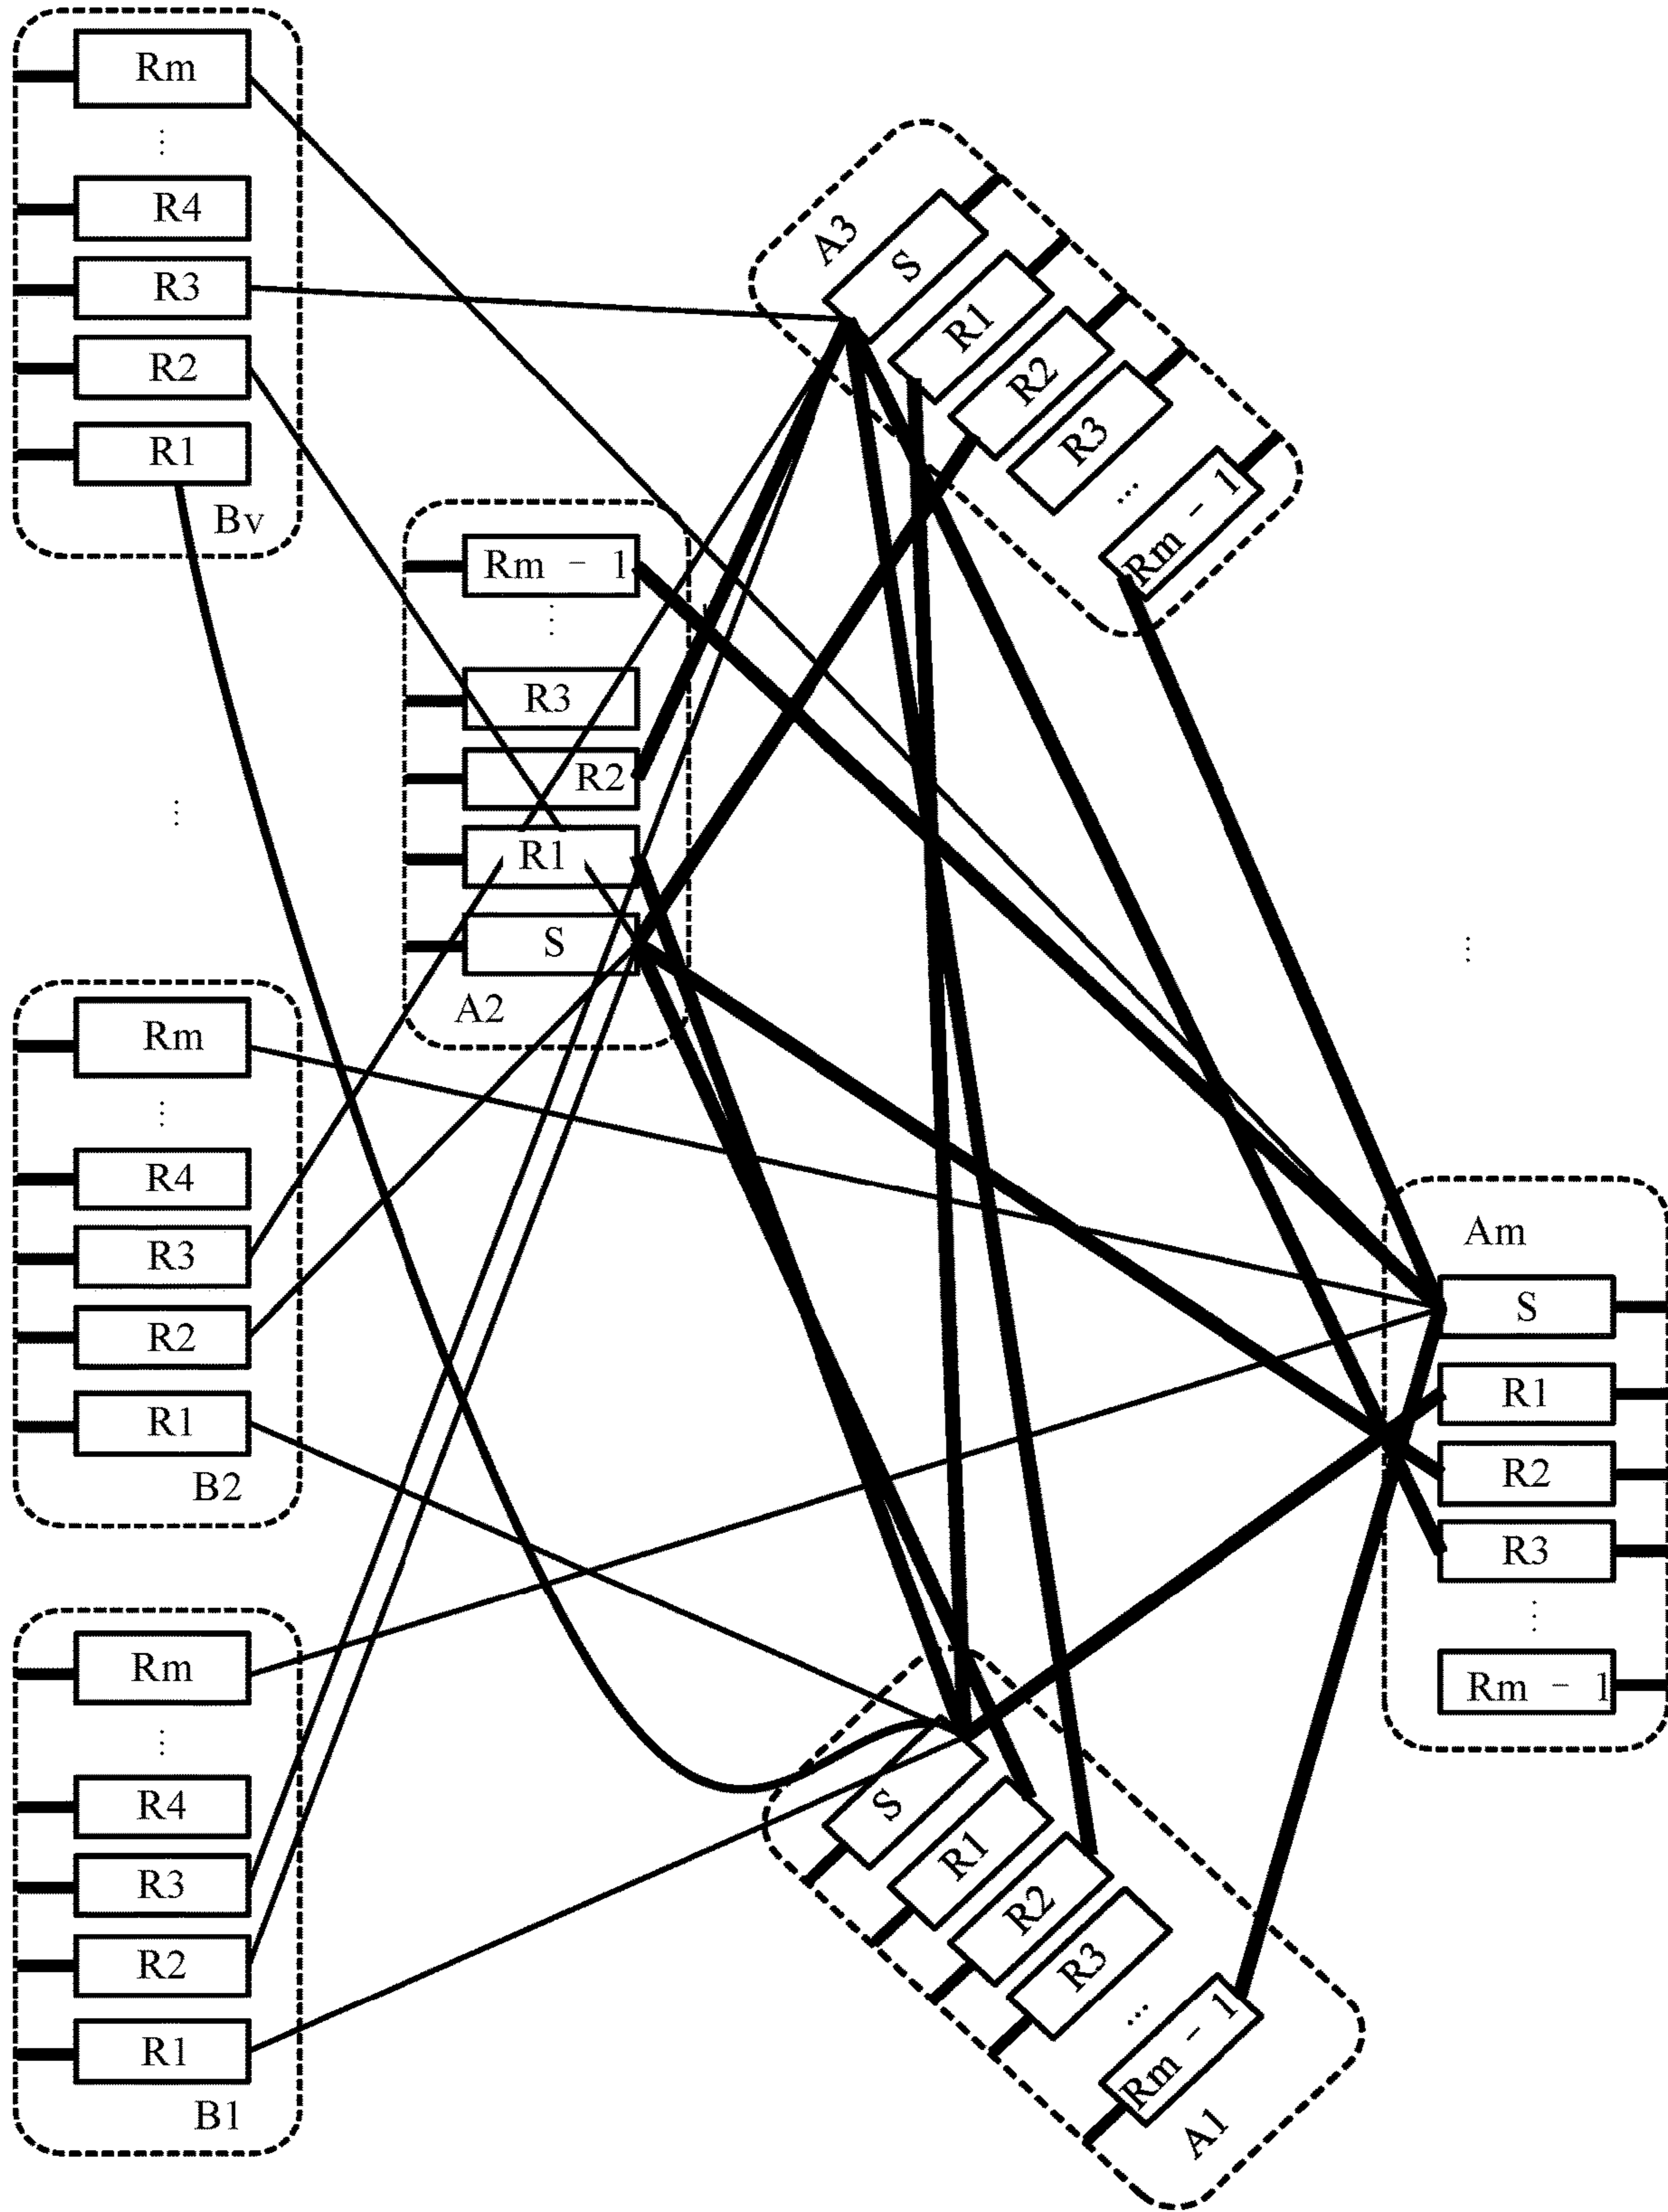 Rm
⋮
R4
R3
R2
R1
Bv
⋮
Rm
⋮
R4
R3
R2
R1
B2
Rm
⋮
R4
R3
R2
R1
B1
Rm - 1
⋮
R3
R2
R1
S
A2
A3
S
R1
R2
R3
...
Rm - 1
⋮
Am
S
R1
R2
R3
⋮
Rm - 1
S
R1
R2
R3
...
Rm - 1
A1